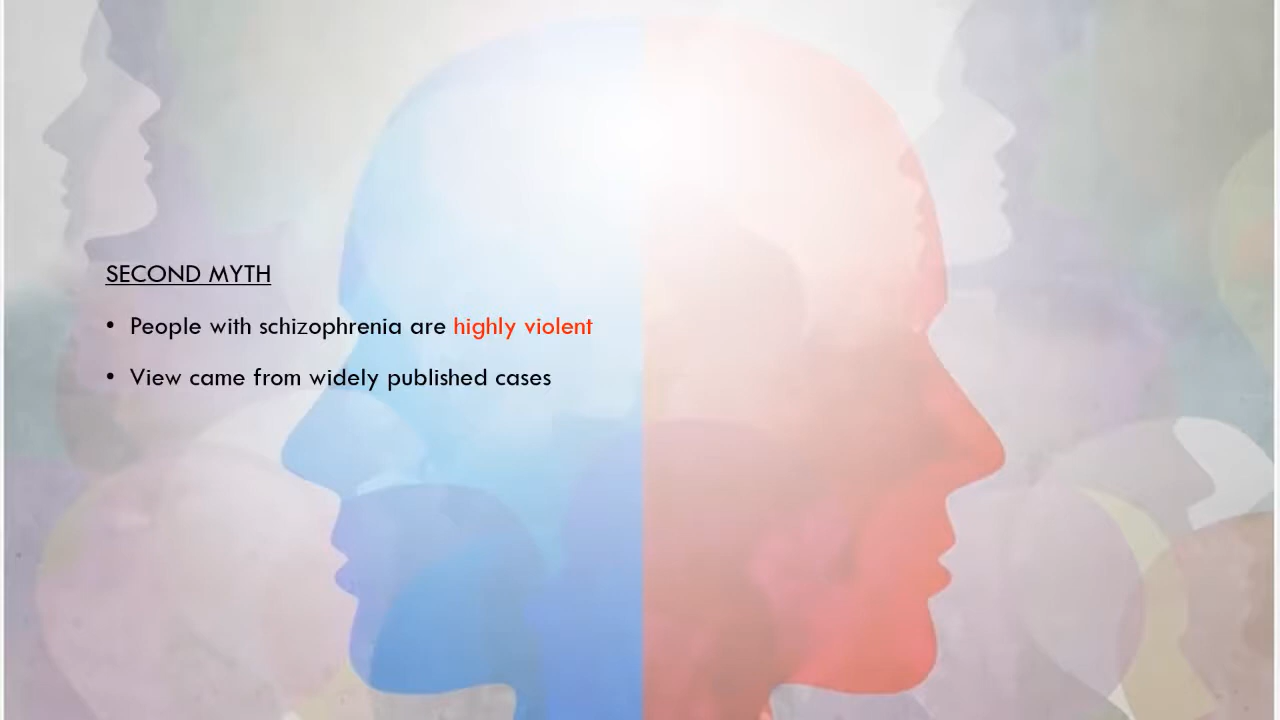 SECOND MYTH
• People with schizophrenia are highly violent
• View came from widely published cases